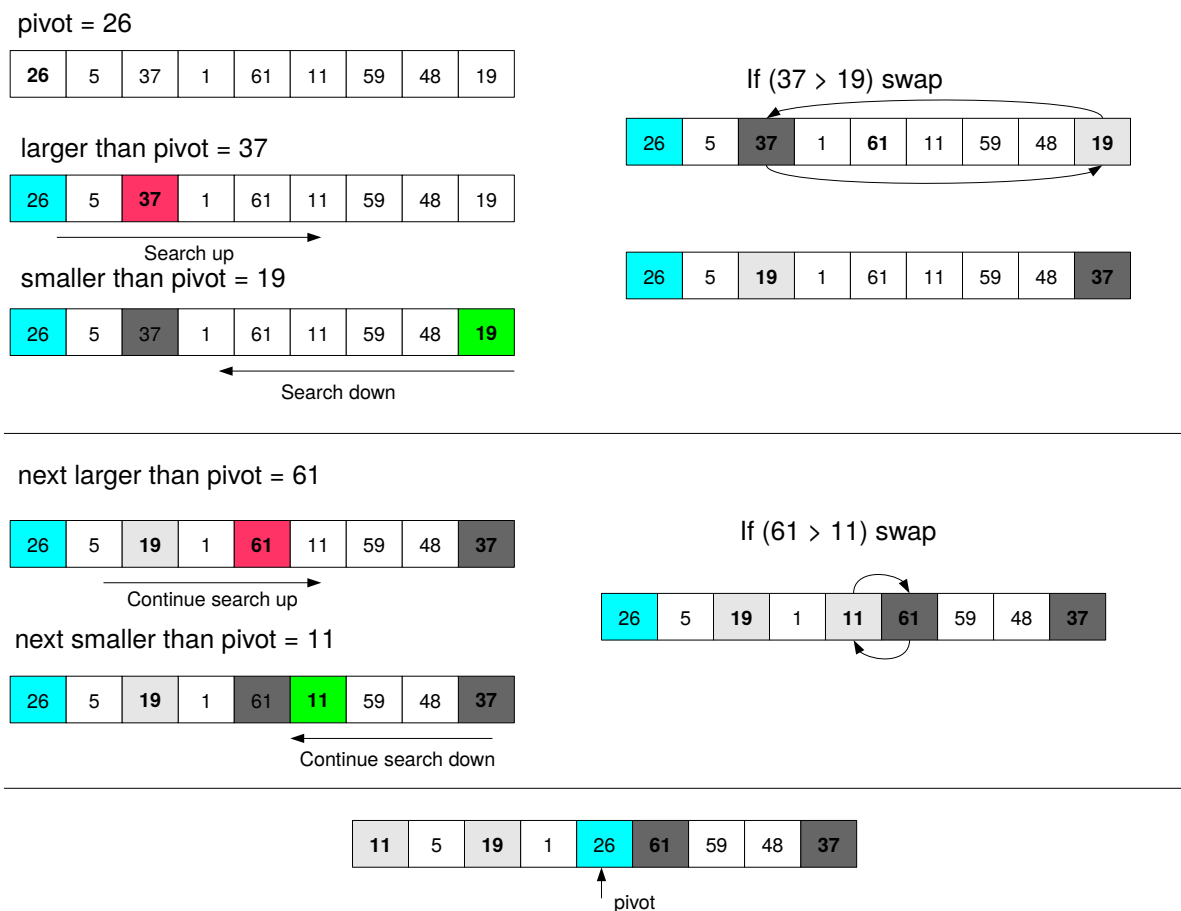 pivot = 26
26 5 37 1 61 11 59 48 19
larger than pivot = 37
26 5 37 1 61 11 59 48 19
Search up
smaller than pivot = 19
26 5 37 1 61 11 59 48 19
Search down
If (37 > 19) swap
26 5 37 1 61 11 59 48 19
26 5 19 1 61 11 59 48 37
next larger than pivot = 61
26 5 19 1 61 11 59 48 37
Continue search up
next smaller than pivot = 11
26 5 19 1 61 11 59 48 37
Continue search down
If (61 > 11) swap
26 5 19 1 11 61 59 48 37
11 5 19 1 26 61 59 48 37
pivot